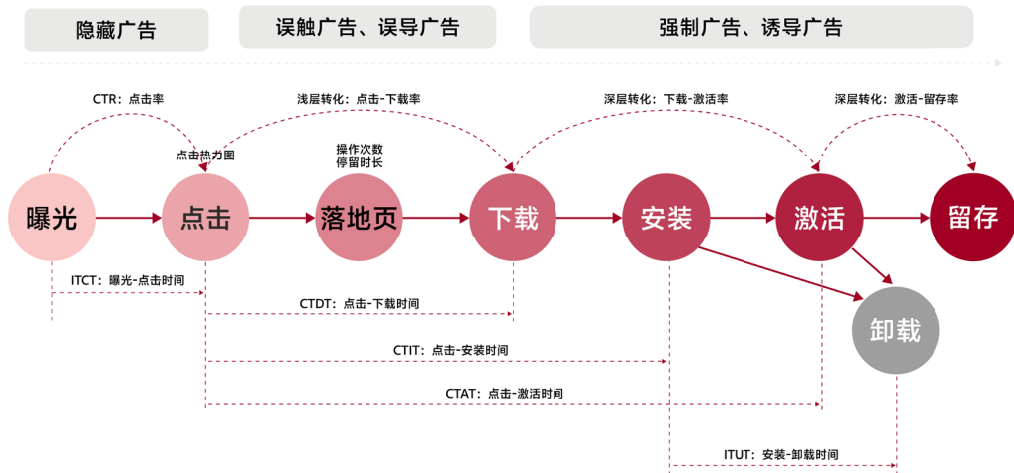 隐藏广告
误触广告、误导广告
强制广告、诱导广告
CTR：点击率
浅层转化：点击-下载率
深层转化：下载-激活率
深层转化：激活-留存率
点击热力图
操作次数
停留时长
曝光
点击
落地页
下载
安装
激活
留存
ITCT：曝光-点击时间
CTDT：点击-下载时间
卸载
CTIT：点击-安装时间
CTAT：点击-激活时间
ITUT：安装-卸载时间